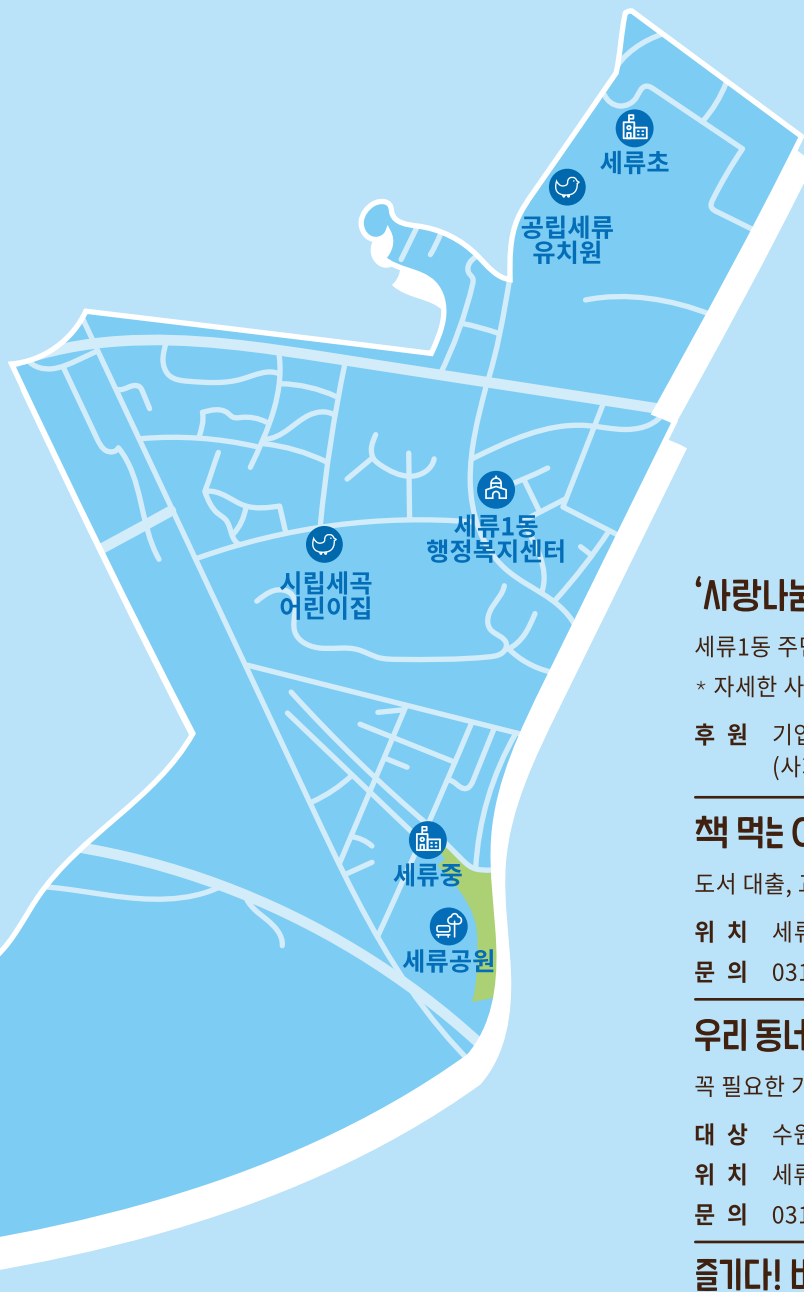 세류초
공립세류
유치원
세류1동
행정복지센터
시립세곡
어린이집
세류중
세류공원
‘사랑나눔
세류1동 주민
* 자세한 사
후 원 기업
(사
책 먹는
도서 대출,
위 치 세류
문 의 031
우리 동네
꼭 필요한
대 상 수원
위 치 세류
문 의 031
즐기다!